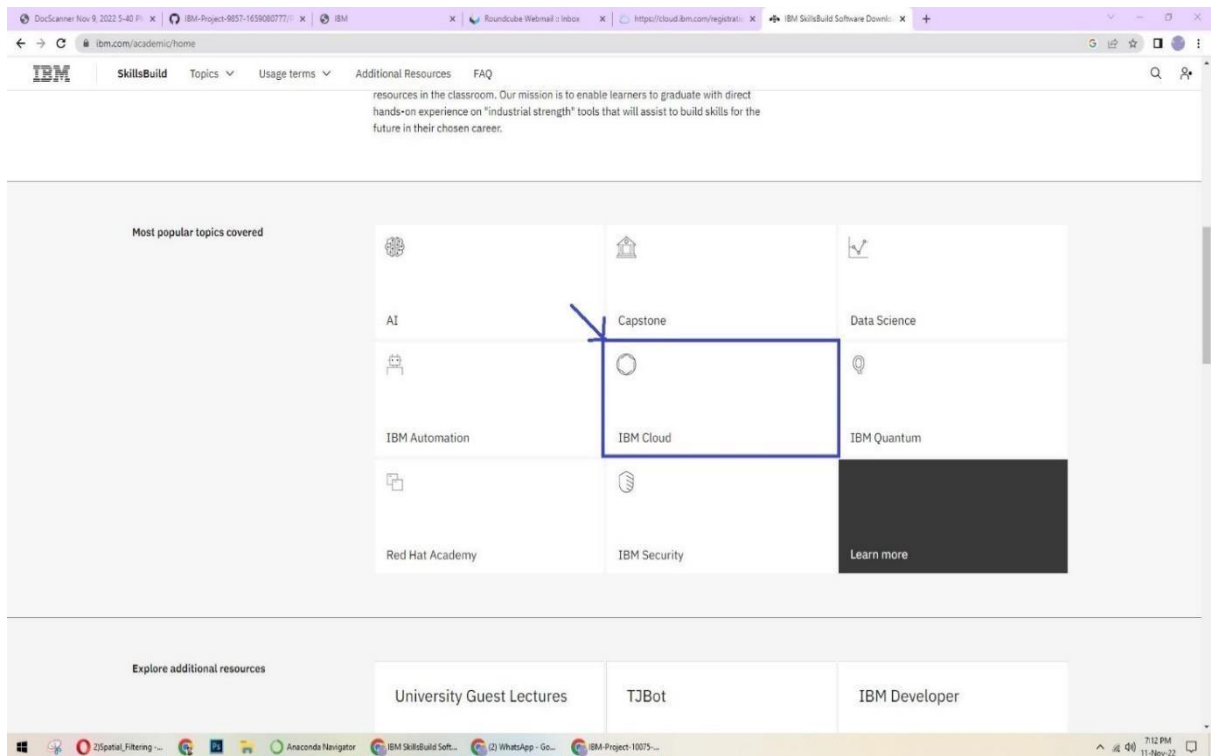 DocScanner Nov 9, 2022 5-40 P
IBM-Project-9857-1659080777/
IBM
Roundcube Webmail :: Inbox
https://cloud.ibm.com/registrati
IBM SkillsBuild Software Downlo
ibm.com/academic/home
IBM
SkillsBuild
Topics
Usage terms
Additional Resources
FAQ
resources in the classroom. Our mission is to enable learners to graduate with direct
hands-on experience on "industrial strength" tools that will assist to build skills for the
future in their chosen career.
Most popular topics covered
AI
Capstone
Data Science
IBM Automation
IBM Cloud
IBM Quantum
Red Hat Academy
IBM Security
Learn more
Explore additional resources
University Guest Lectures
TJBot
IBM Developer
2)Spatial_Filtering -...
Ps
Anaconda Navigator
IBM SkillsBuild Soft...
(2) WhatsApp - Go...
IBM-Project-10075-...
7:12 PM
11-Nov-22